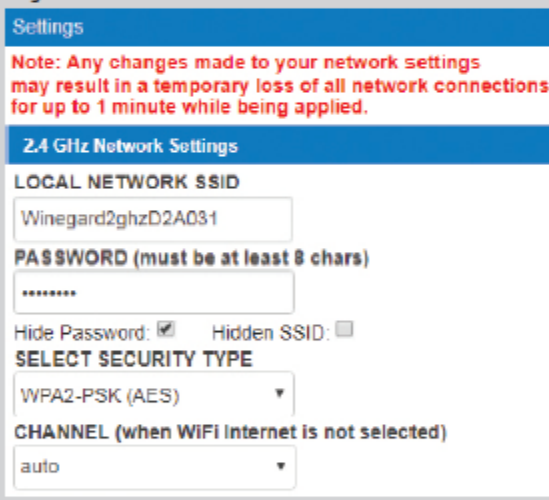 Settings
Note: Any changes made to your network settings
may result in a temporary loss of all network connections
for up to 1 minute while being applied.
2.4 GHz Network Settings
LOCAL NETWORK SSID
Winegard2ghzD2A031
PASSWORD (must be at least 8 chars)
••••••••
Hide Password: Hidden SSID:
SELECT SECURITY TYPE
WPA2-PSK (AES)
CHANNEL (when WiFi Internet is not selected)
auto